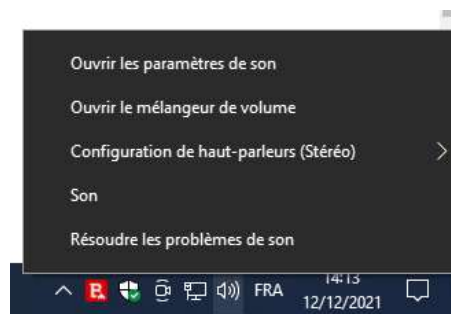 Ouvrir les paramètres de son
Ouvrir le mélangeur de volume
Configuration de haut-parleurs (Stéréo)
Son
Résoudre les problèmes de son
B
FRA
14:13
12/12/2021